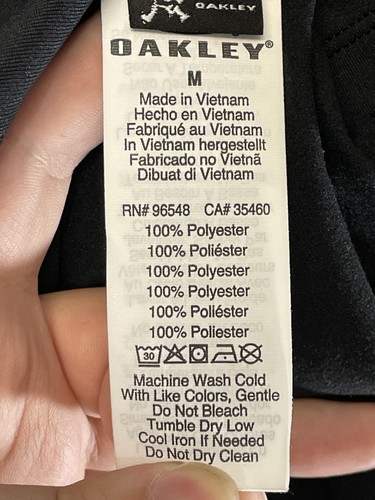 OAKLEY
OAKLEY®
M
Made in Vietnam
Hecho en Vietnam
Fabriqué au Vietnam
In Vietnam hergestellt
Fabricado no Vietnã
Dibuat di Vietnam
RN# 96548 CA# 35460
100% Polyester
100% Poliéster
100% Polyester
100% Polyester
100% Poliéster
100% Poliester
30
Machine Wash Cold
With Like Colors, Gentle
Do Not Bleach
Tumble Dry Low
Cool Iron If Needed
Do Not Dry Clean